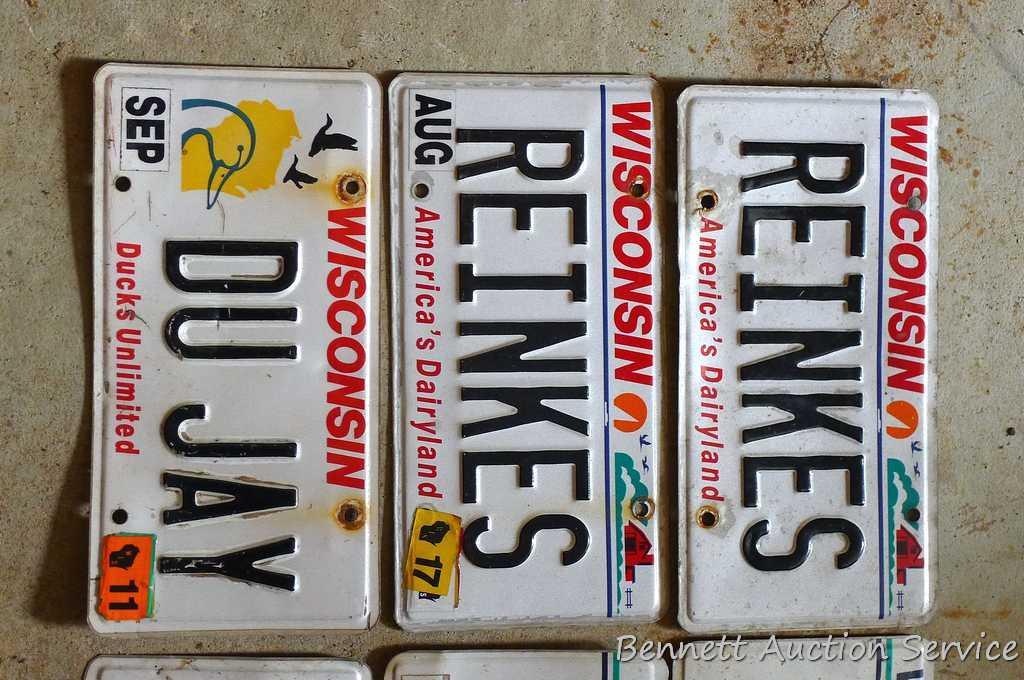 SEP
WISCONSIN
DU JAY
Ducks Unlimited
11
WISCONSIN
AUG
REINKES
America's Dairyland
17
WISCONSIN
REINKES
America's Dairyland
Bennett Auction Service